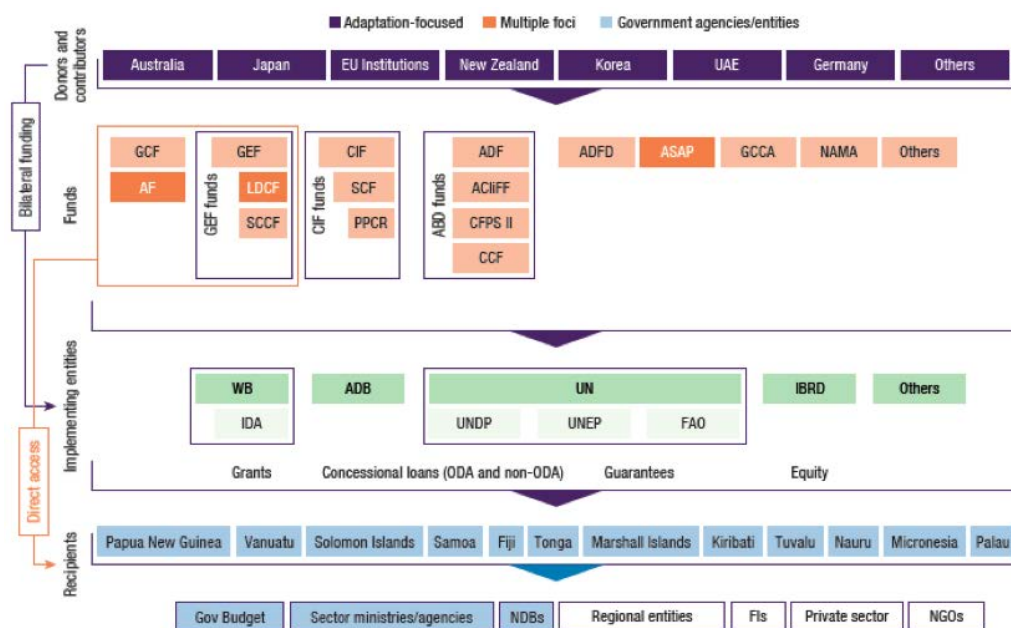 Adaptation-focused Multiple foci Government agencies/entities
Donors and
contributors
Australia Japan EU Institutions New Zealand Korea UAE Germany Others
Bilateral funding
Funds
GCF GEF CIF ADF ADFD ASAP GCCA NAMA Others
AF LDCF SCF ACliFF
SCCF PPCR CFPS II
CCF
GEF funds
CIF funds
ABD funds
Implementing entities
WB ADB UN IBRD Others
IDA UNDP UNEP FAO
Grants Concessional loans (ODA and non-ODA) Guarantees Equity
Direct access
Recipients
Papua New Guinea Vanuatu Solomon Islands Samoa Fiji Tonga Marshall Islands Kiribati Tuvalu Nauru Micronesia Palau
Gov Budget Sector ministries/agencies NDBs Regional entities FIs Private sector NGOs